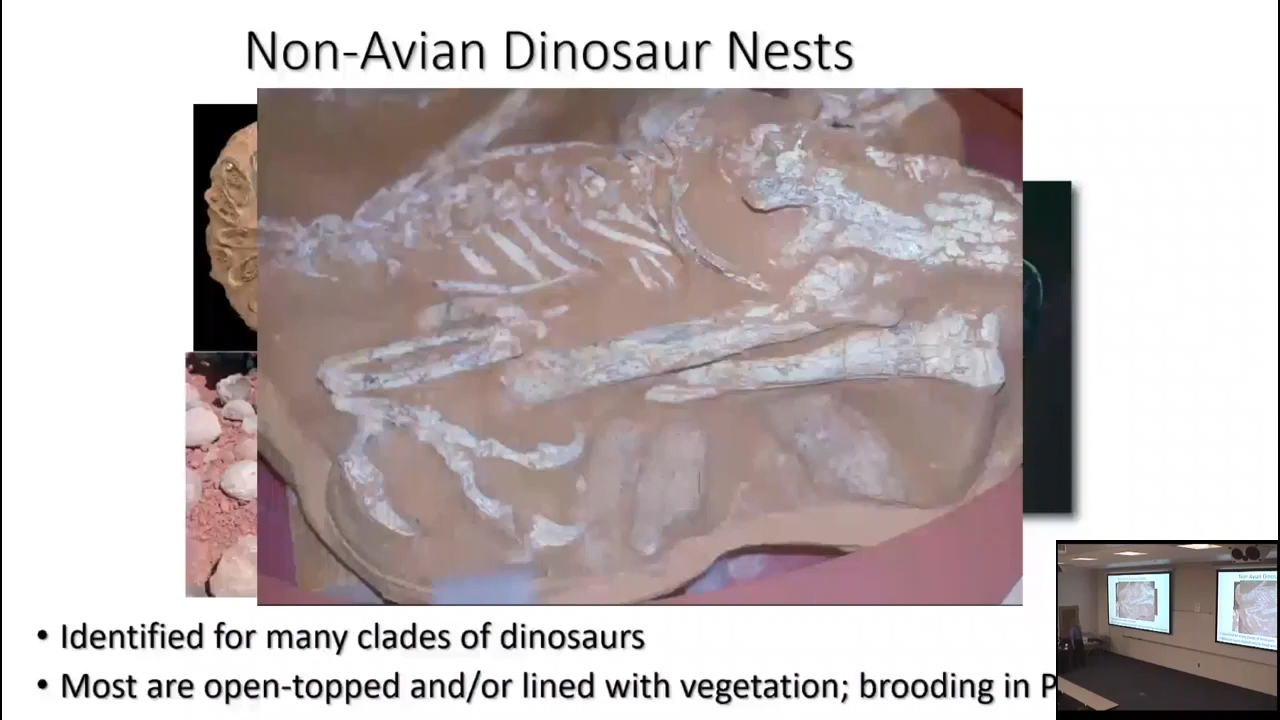 Non-Avian Dinosaur Nests
• Identified for many clades of dinosaurs
• Most are open-topped and/or lined with vegetation; brooding in P